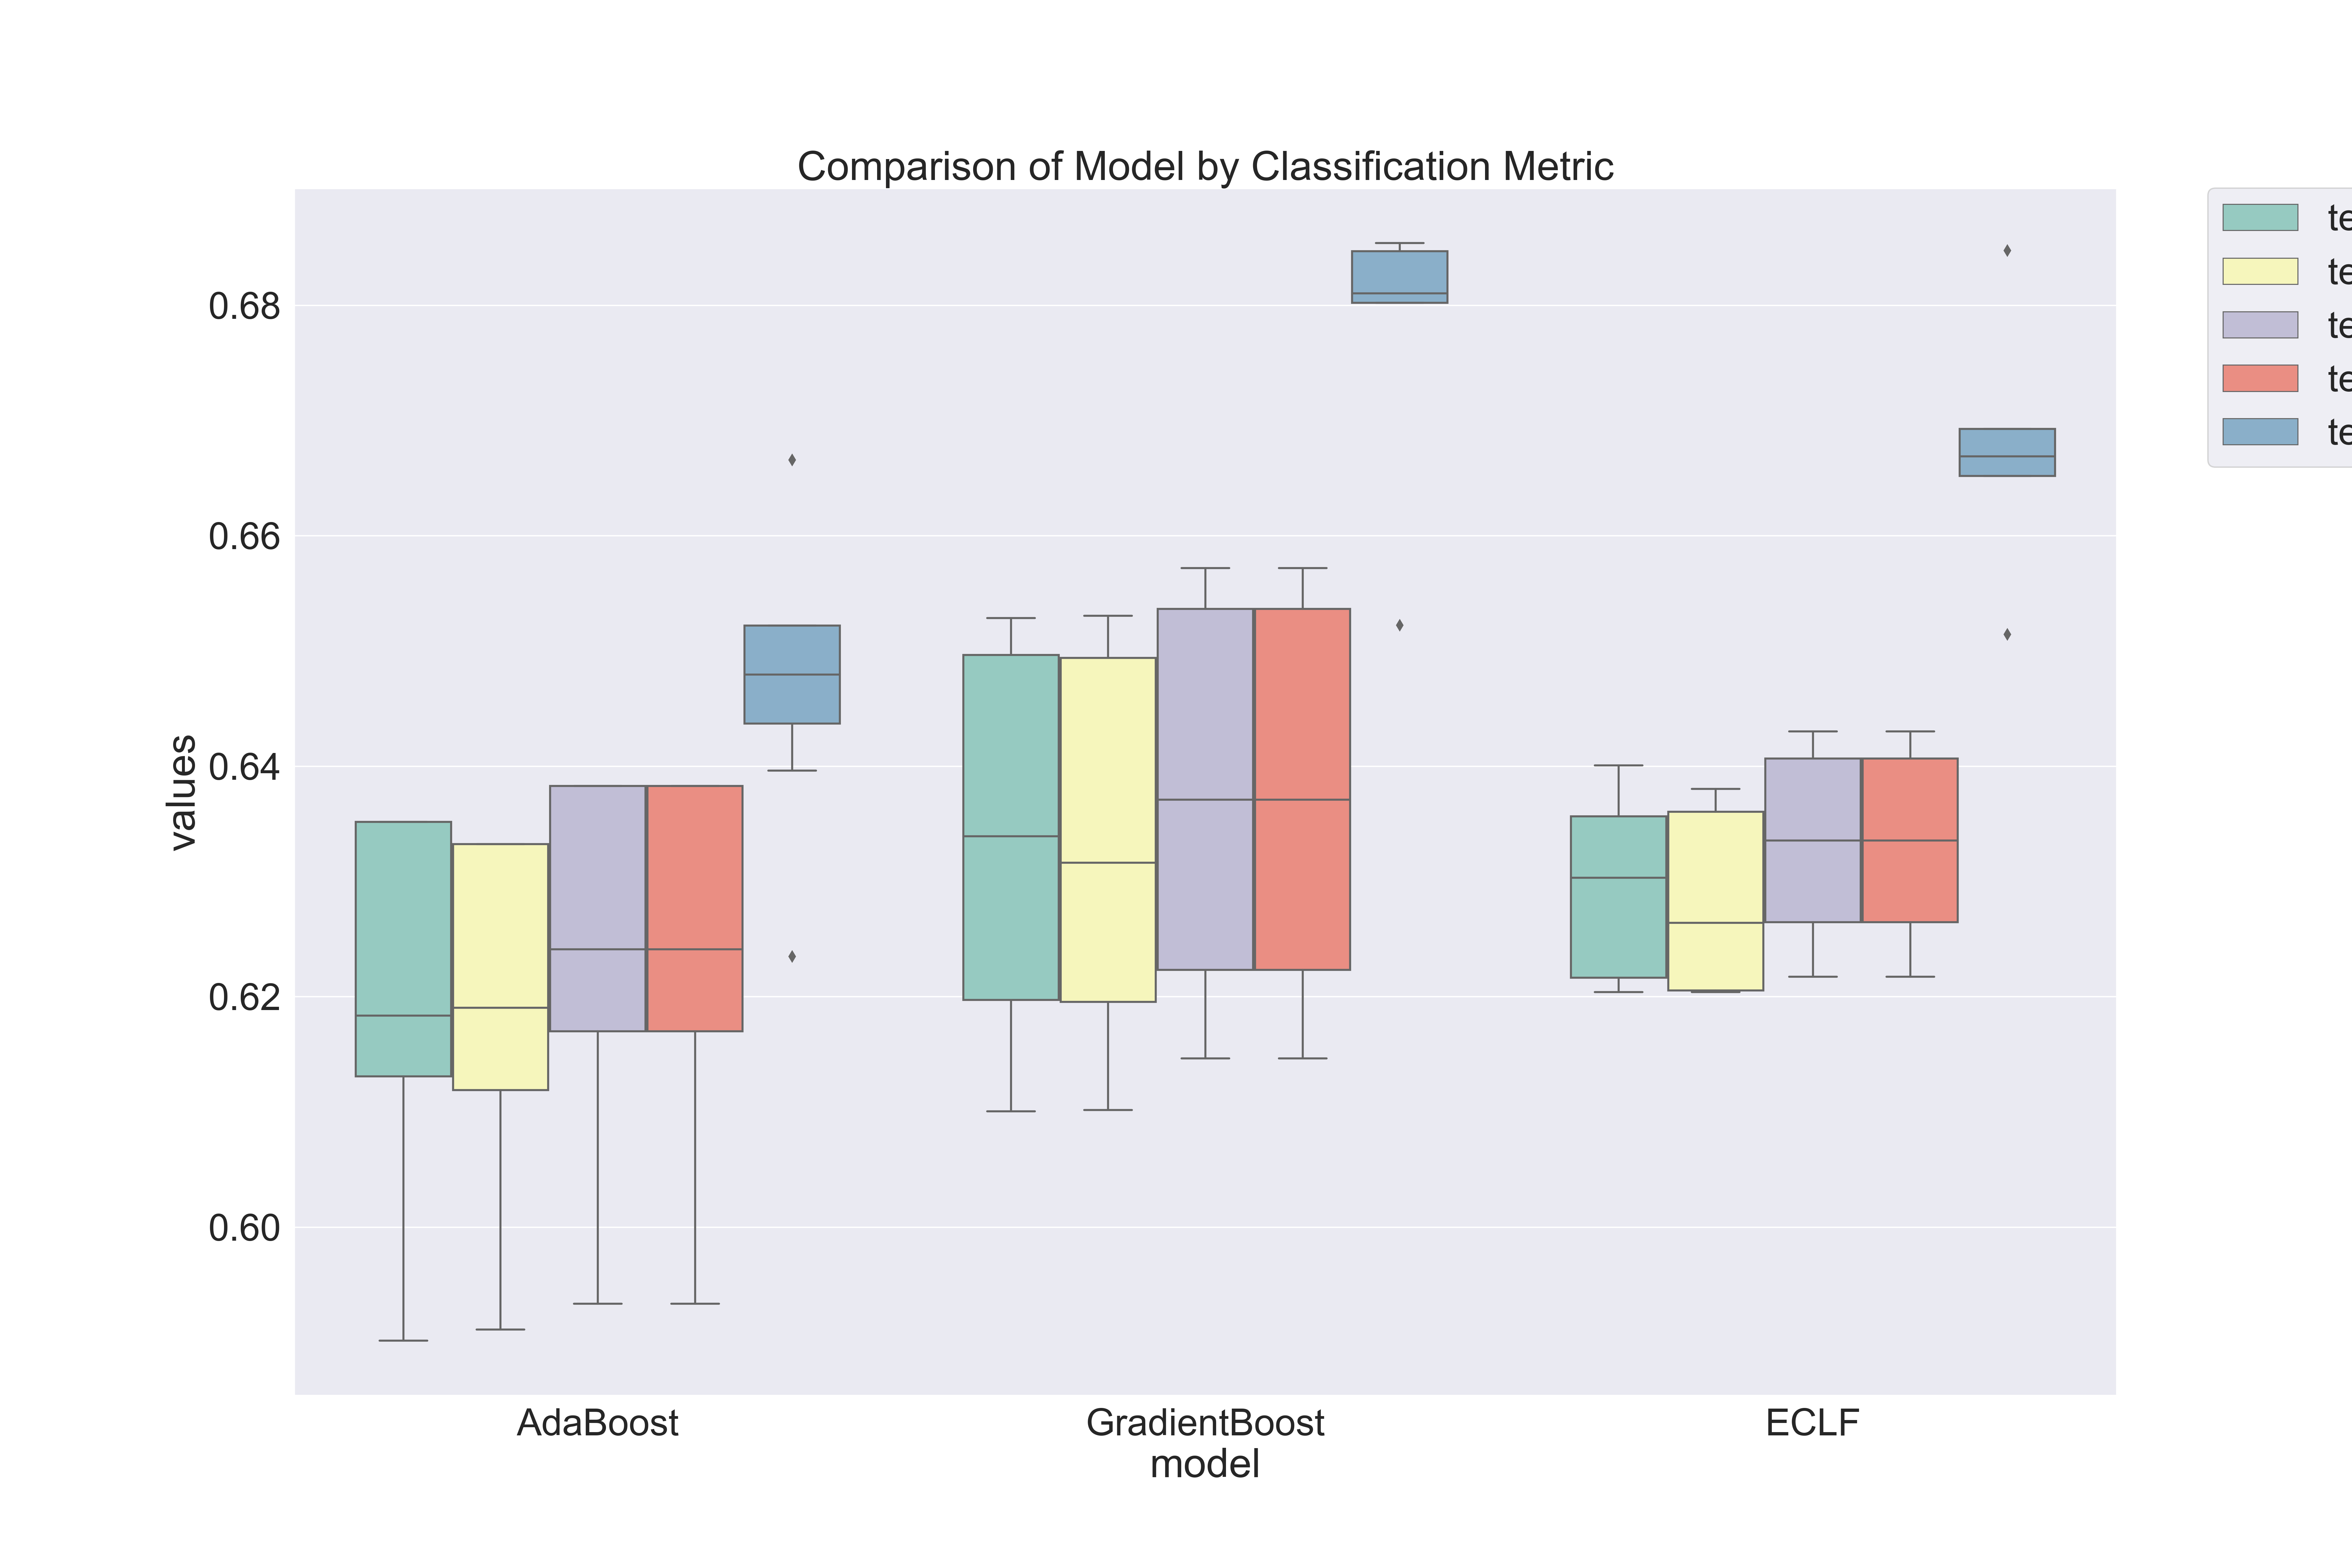 Comparison of Model by Classification Metric
te
te
te
te
te
0.68
0.66
0.64
0.62
0.60
values
AdaBoost
GradientBoost
ECLF
model